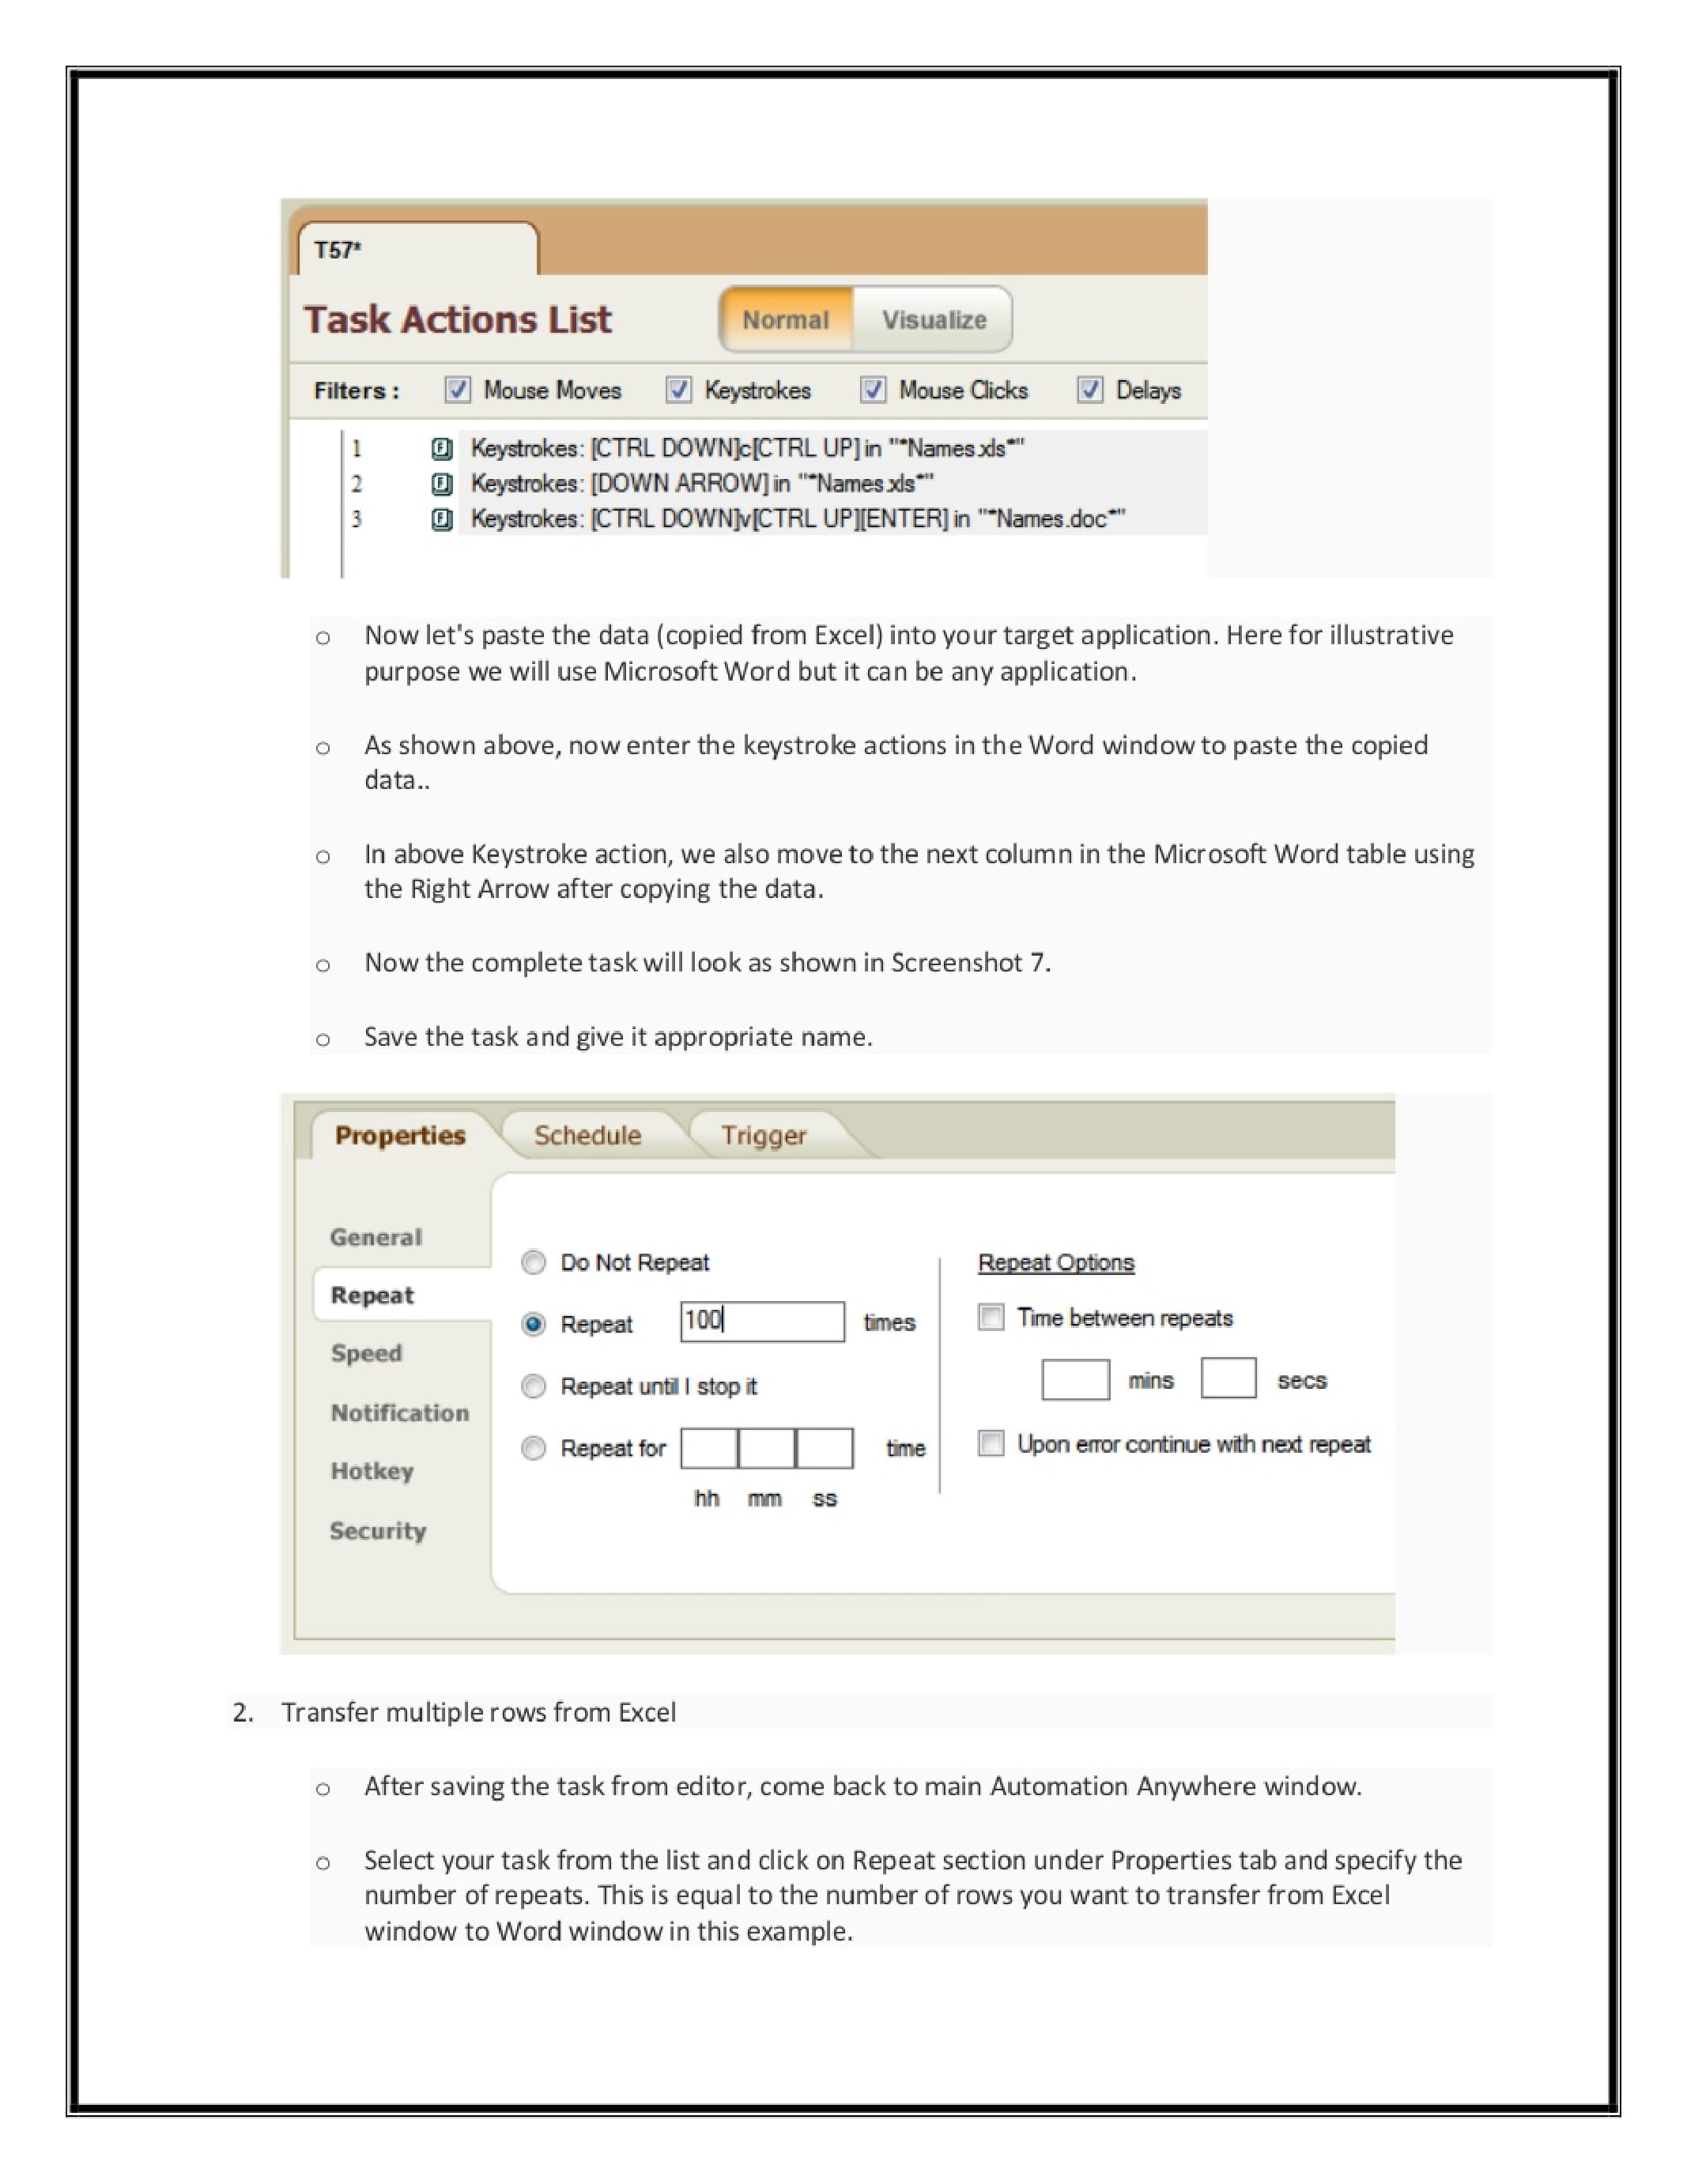 T57*
Task Actions List
Normal Visualize
Filters : Mouse Moves Keystrokes Mouse Clicks Delays
1 Keystrokes: [CTRL DOWN]c[CTRL UP] in "*Names.xls*"
2 Keystrokes: [DOWN ARROW] in "*Names.xls*"
3 Keystrokes: [CTRL DOWN]v[CTRL UP][ENTER] in "*Names.doc*"
o Now let's paste the data (copied from Excel) into your target application. Here for illustrative
purpose we will use Microsoft Word but it can be any application.
o As shown above, now enter the keystroke actions in the Word window to paste the copied
data..
o In above Keystroke action, we also move to the next column in the Microsoft Word table using
the Right Arrow after copying the data.
o Now the complete task will look as shown in Screenshot 7.
o Save the task and give it appropriate name.
Properties Schedule Trigger
General
Repeat
Speed
Notification
Hotkey
Security
Do Not Repeat
Repeat 100 times
Repeat until I stop it
Repeat for time
hh mm ss
Repeat Options
Time between repeats
mins secs
Upon error continue with next repeat
2. Transfer multiple rows from Excel
o After saving the task from editor, come back to main Automation Anywhere window.
o Select your task from the list and click on Repeat section under Properties tab and specify the
number of repeats. This is equal to the number of rows you want to transfer from Excel
window to Word window in this example.